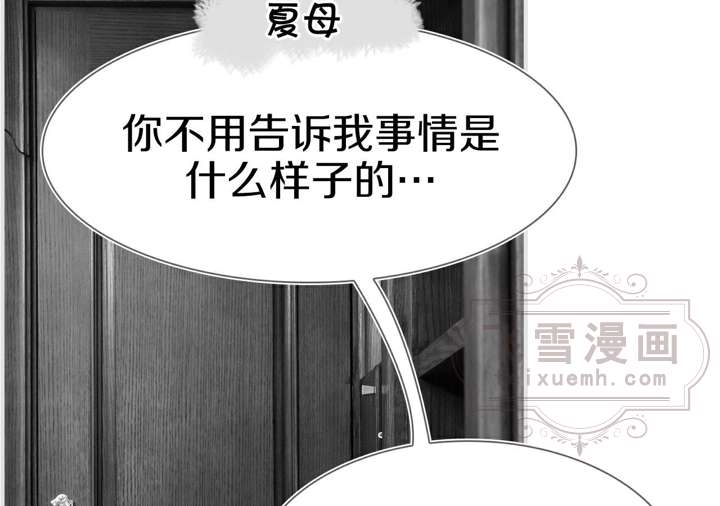 夏母
你不用告诉我事情是
什么样子的…
雪漫画
ixuemh.com